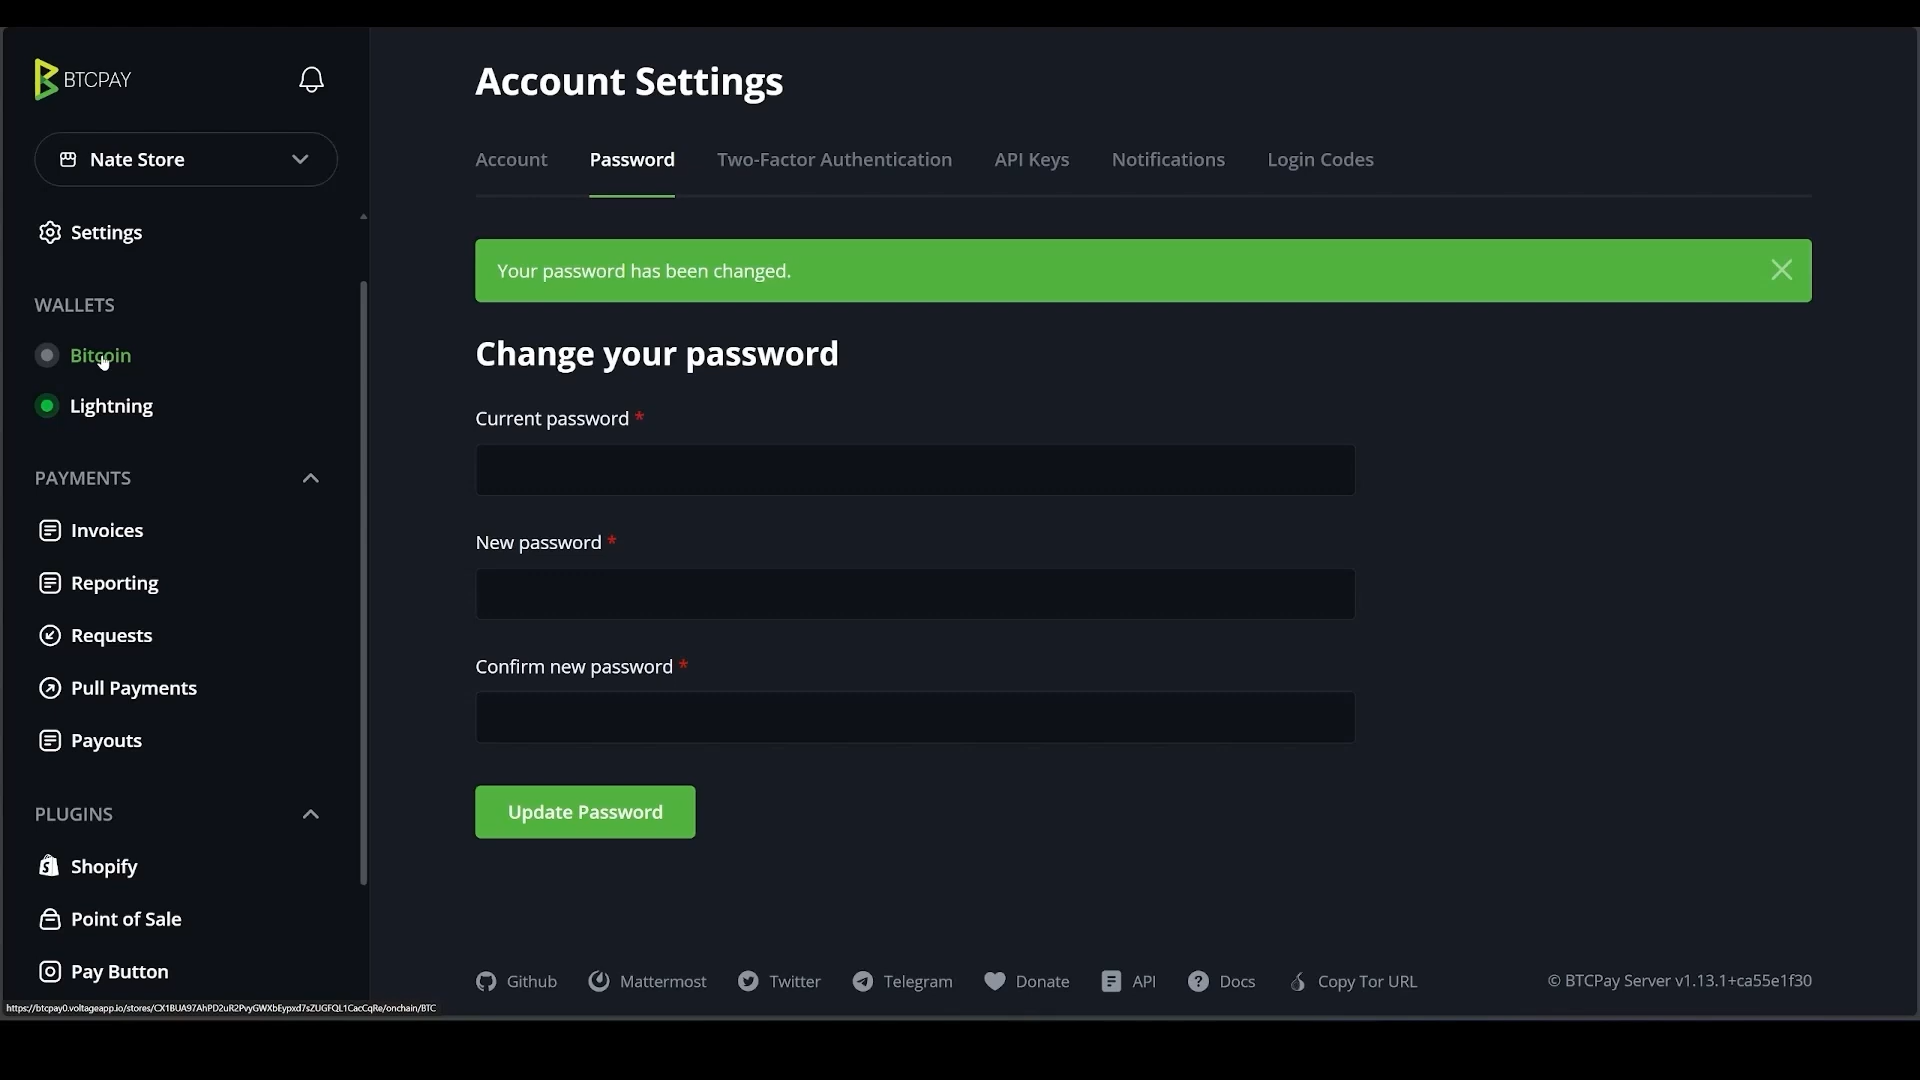 BTCPAY
Nate Store
Settings
WALLETS
Bitcoin
Lightning
PAYMENTS
Invoices
Reporting
Requests
Pull Payments
Payouts
PLUGINS
Shopify
Point of Sale
Pay Button
Account Settings
Account Password Two-Factor Authentication API Keys Notifications Login Codes
Your password has been changed.
Change your password
Current password *
New password *
Confirm new password *
Update Password
Github Mattermost Twitter Telegram Donate API Docs Copy Tor URL © BTCPay Server v1.13.1+ca55e1f30